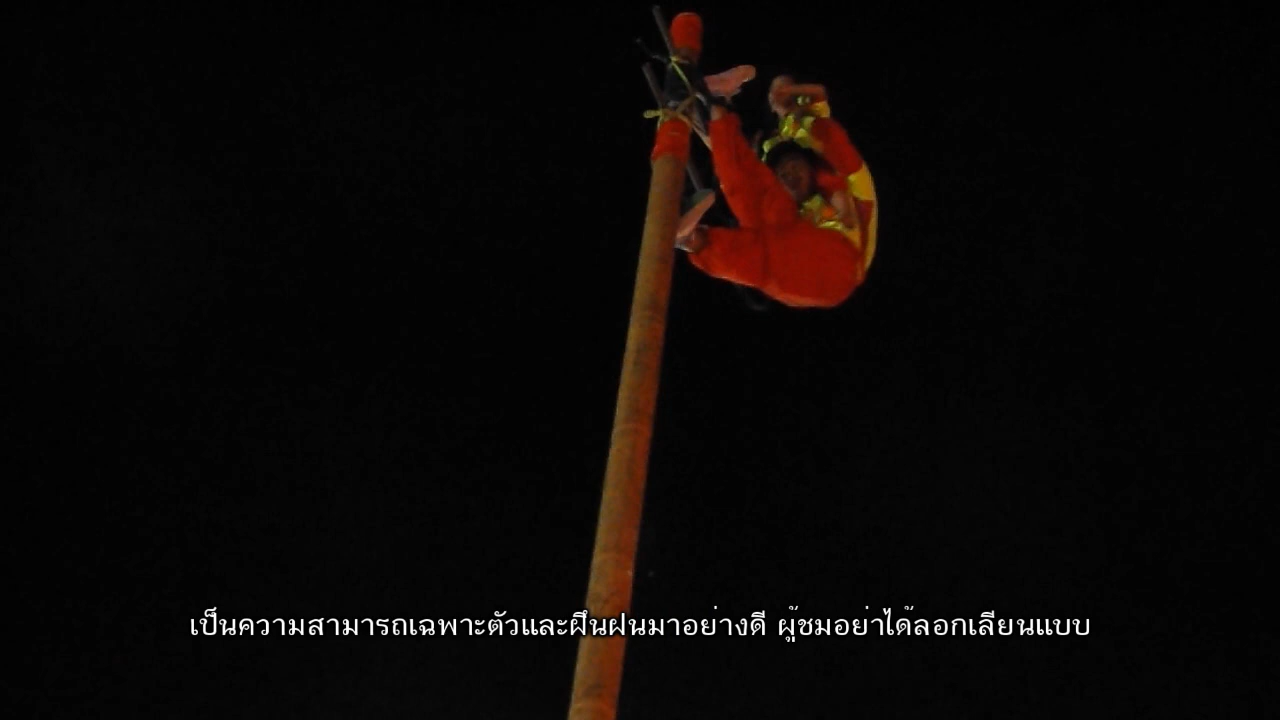 เป็นความสามารถเฉพาะตัวและฝึนฝนมาอย่างดี ผู้ชมอย่าได้ลอกเลียนแบบ